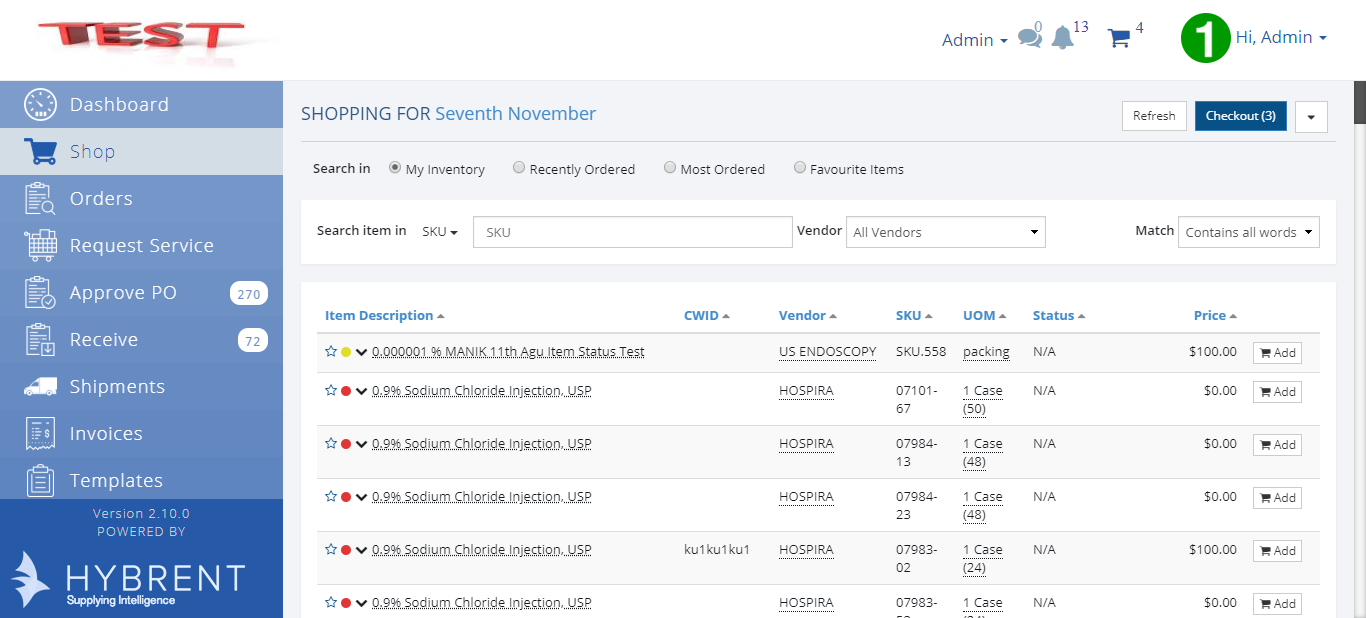 TEST
Admin
0
13
4
1
Hi, Admin
Dashboard
Shop
Orders
Request Service
Approve PO 270
Receive 72
Shipments
Invoices
Templates
Version 2.10.0
POWERED BY
HYBRENT
Supplying Intelligence
SHOPPING FOR Seventh November
Refresh Checkout (3)
Search in My Inventory Recently Ordered Most Ordered Favourite Items
Search item in SKU SKU Vendor All Vendors Match Contains all words
Item Description CWID Vendor SKU UOM Status Price
0.000001 % MANIK 11th Agu Item Status Test US ENDOSCOPY SKU.558 packing N/A $100.00 Add
0.9% Sodium Chloride Injection, USP HOSPIRA 07101- 1 Case N/A $0.00 Add
67 (50)
0.9% Sodium Chloride Injection, USP HOSPIRA 07984- 1 Case N/A $0.00 Add
13 (48)
0.9% Sodium Chloride Injection, USP HOSPIRA 07984- 1 Case N/A $0.00 Add
23 (48)
0.9% Sodium Chloride Injection, USP ku1ku1ku1 HOSPIRA 07983- 1 Case N/A $100.00 Add
02 (24)
0.9% Sodium Chloride Injection, USP HOSPIRA 07983- 1 Case N/A $0.00 Add